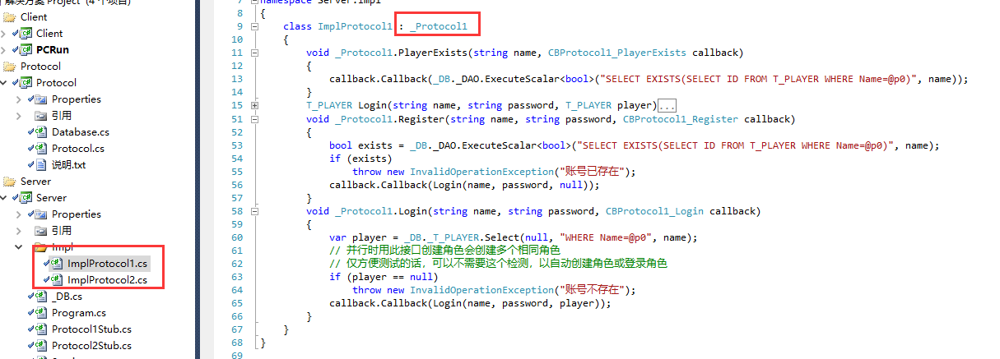 解决方案 Project' (4 个项目)
Client
Client
PCRun
Protocol
Protocol
Properties
引用
Database.cs
Protocol.cs
说明.txt
Server
Server
Properties
引用
Impl
ImplProtocol1.cs
ImplProtocol2.cs
_DB.cs
Program.cs
Protocol1Stub.cs
Protocol2Stub.cs
7 namespace Server.Impl
8 {
9 class ImplProtocol1 : _Protocol1
10 {
11 void _Protocol1.PlayerExists(string name, CBProtocol1_PlayerExists callback)
12 {
13 callback.Callback(_DB._DAO.ExecuteScalar<bool>("SELECT EXISTS(SELECT ID FROM T_PLAYER WHERE Name=@p0)", name));
14 }
15 T_PLAYER Login(string name, string password, T_PLAYER player)...
51 void _Protocol1.Register(string name, string password, CBProtocol1_Register callback)
52 {
53 bool exists = _DB._DAO.ExecuteScalar<bool>("SELECT EXISTS(SELECT ID FROM T_PLAYER WHERE Name=@p0)", name);
54 if (exists)
55 throw new InvalidOperationException("账号已存在");
56 callback.Callback(Login(name, password, null));
57 }
58 void _Protocol1.Login(string name, string password, CBProtocol1_Login callback)
59 {
60 var player = _DB._T_PLAYER.Select(null, "WHERE Name=@p0", name);
61 // 并行时用此接口创建角色会创建多个相同角色
62 // 仅方便测试的话，可以不需要这个检测，以自动创建角色或登录角色
63 if (player == null)
64 throw new InvalidOperationException("账号不存在");
65 callback.Callback(Login(name, password, player));
66 }
67 }
68 }
69